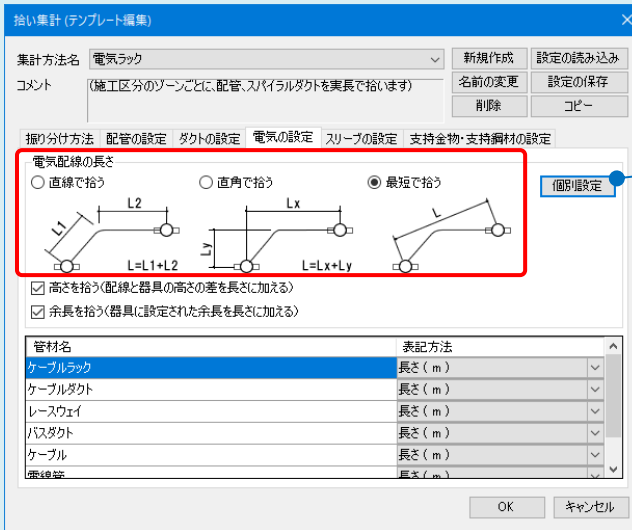 拾い集計 (テンプレート編集)
集計方法名 電気ラック 新規作成 設定の読み込み
コメント (施工区分のゾーンごとに、配管、スパイラルダクトを実長で拾います) 名前の変更 設定の保存
削除 コピー
振り分け方法 配管の設定 ダクトの設定 電気の設定 スリーブの設定 支持金物・支持鋼材の設定
電気配線の長さ
直線で拾う 直角で拾う 最短で拾う 個別設定
L1 L2 Lx Ly L
L=L1+L2 L=Lx+Ly
高さを拾う(配線と器具の高さの差を長さに加える)
余長を拾う(器具に設定された余長を長さに加える)
管材名 表記方法
ケーブルラック 長さ ( m )
ケーブルダクト 長さ ( m )
レースウェイ 長さ ( m )
バスダクト 長さ ( m )
ケーブル 長さ ( m )
電線管 長さ ( m )
OK キャンセル